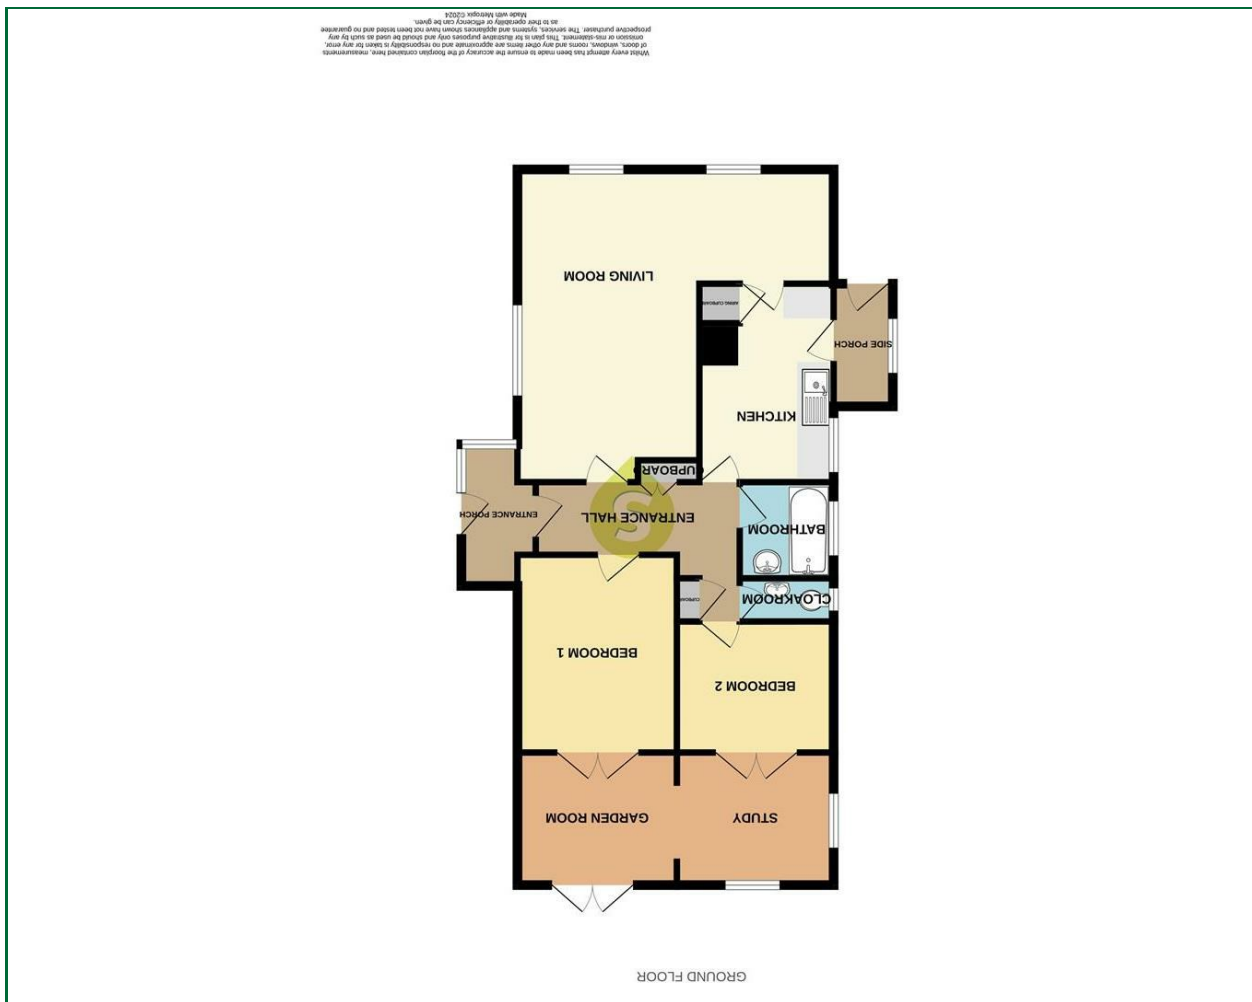 GROUND FLOOR
STUDY
GARDEN ROOM
BEDROOM 2
BEDROOM 1
CLOAKROOM
CUPBOARD
BATHROOM
ENTRANCE HALL
ENTRANCE PORCH
UPBOAR
KITCHEN
SIDE PORCH
AIRING CUPBOARD
LIVING ROOM
Whilst every attempt has been made to ensure the accuracy of the floorplan contained here, measurements
of doors, windows, rooms and any other items are approximate and no responsibility is taken for any error,
omission or mis-statement. This plan is for illustrative purposes only and should be used as such by any
prospective purchaser. The services, systems and appliances shown have not been tested and no guarantee
as to their operability or efficiency can be given.
Made with Metropix ©2024